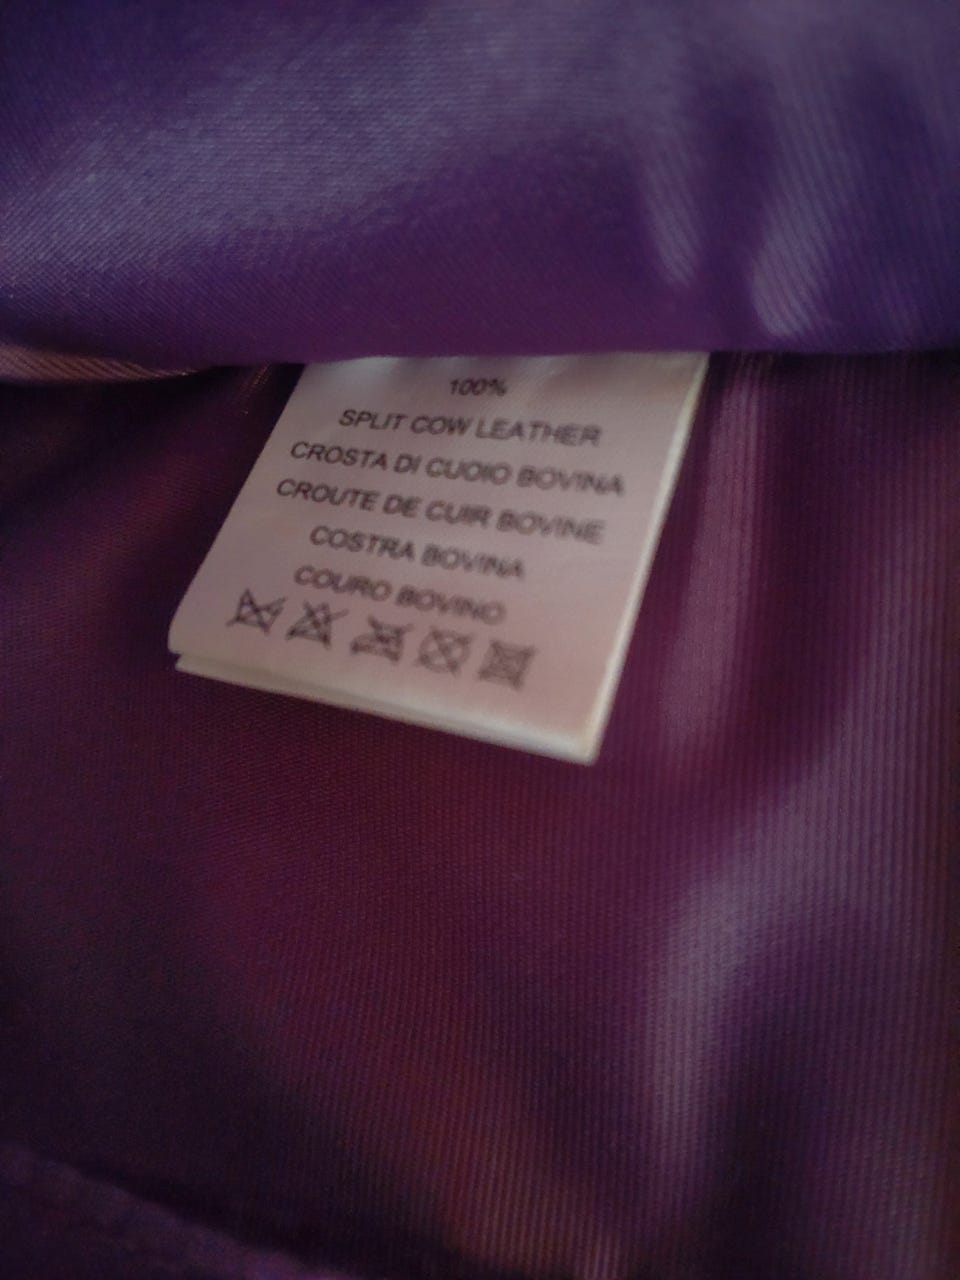 100%
SPLIT COW LEATHER
CROSTA DI CUOIO BOVINA
CROUTE DE CUIR BOVINE
COSTRA BOVINA
COURO BOVINO